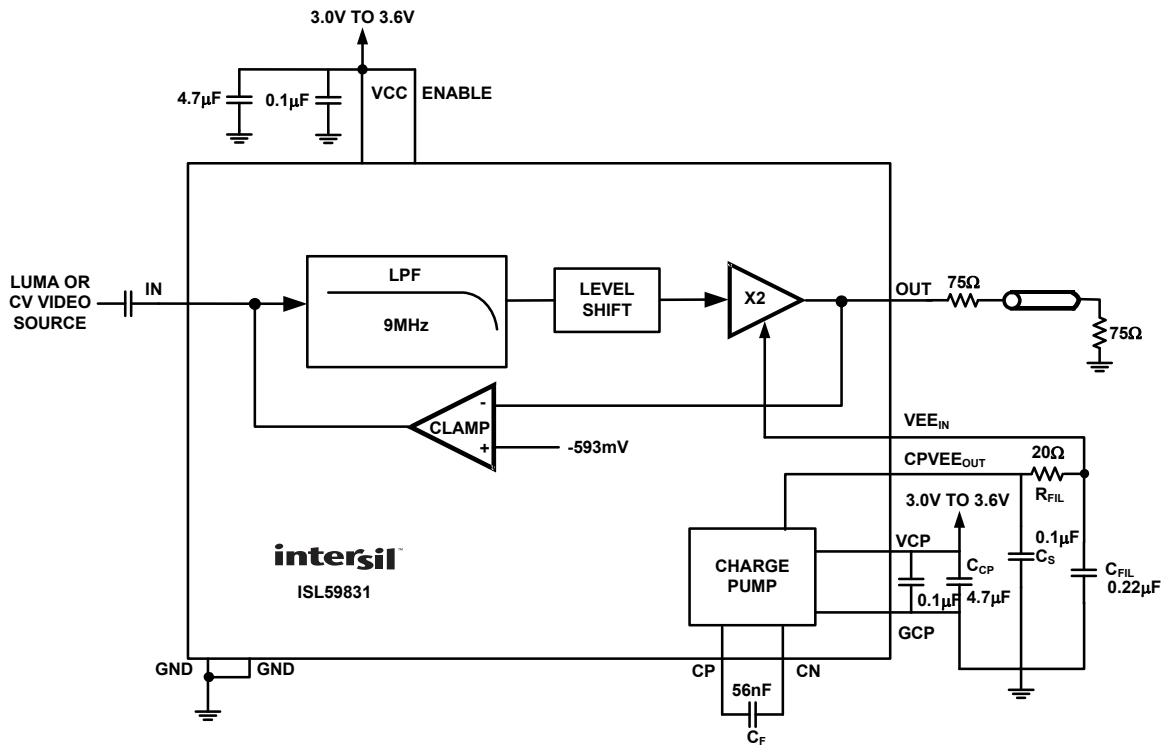 3.0V TO 3.6V
4.7µF
0.1µF
VCC
ENABLE
LUMA OR
CV VIDEO
SOURCE
IN
LPF
9MHz
LEVEL
SHIFT
X2
OUT
75Ω
75Ω
-
CLAMP
+
-593mV
VEEIN
CPVEEOUT
20Ω
RFIL
3.0V TO 3.6V
VCP
0.1µF
CS
CCP
4.7µF
0.1µF
CFIL
0.22µF
CHARGE
PUMP
GCP
intersil™
ISL59831
GND
GND
CP
CN
56nF
CF